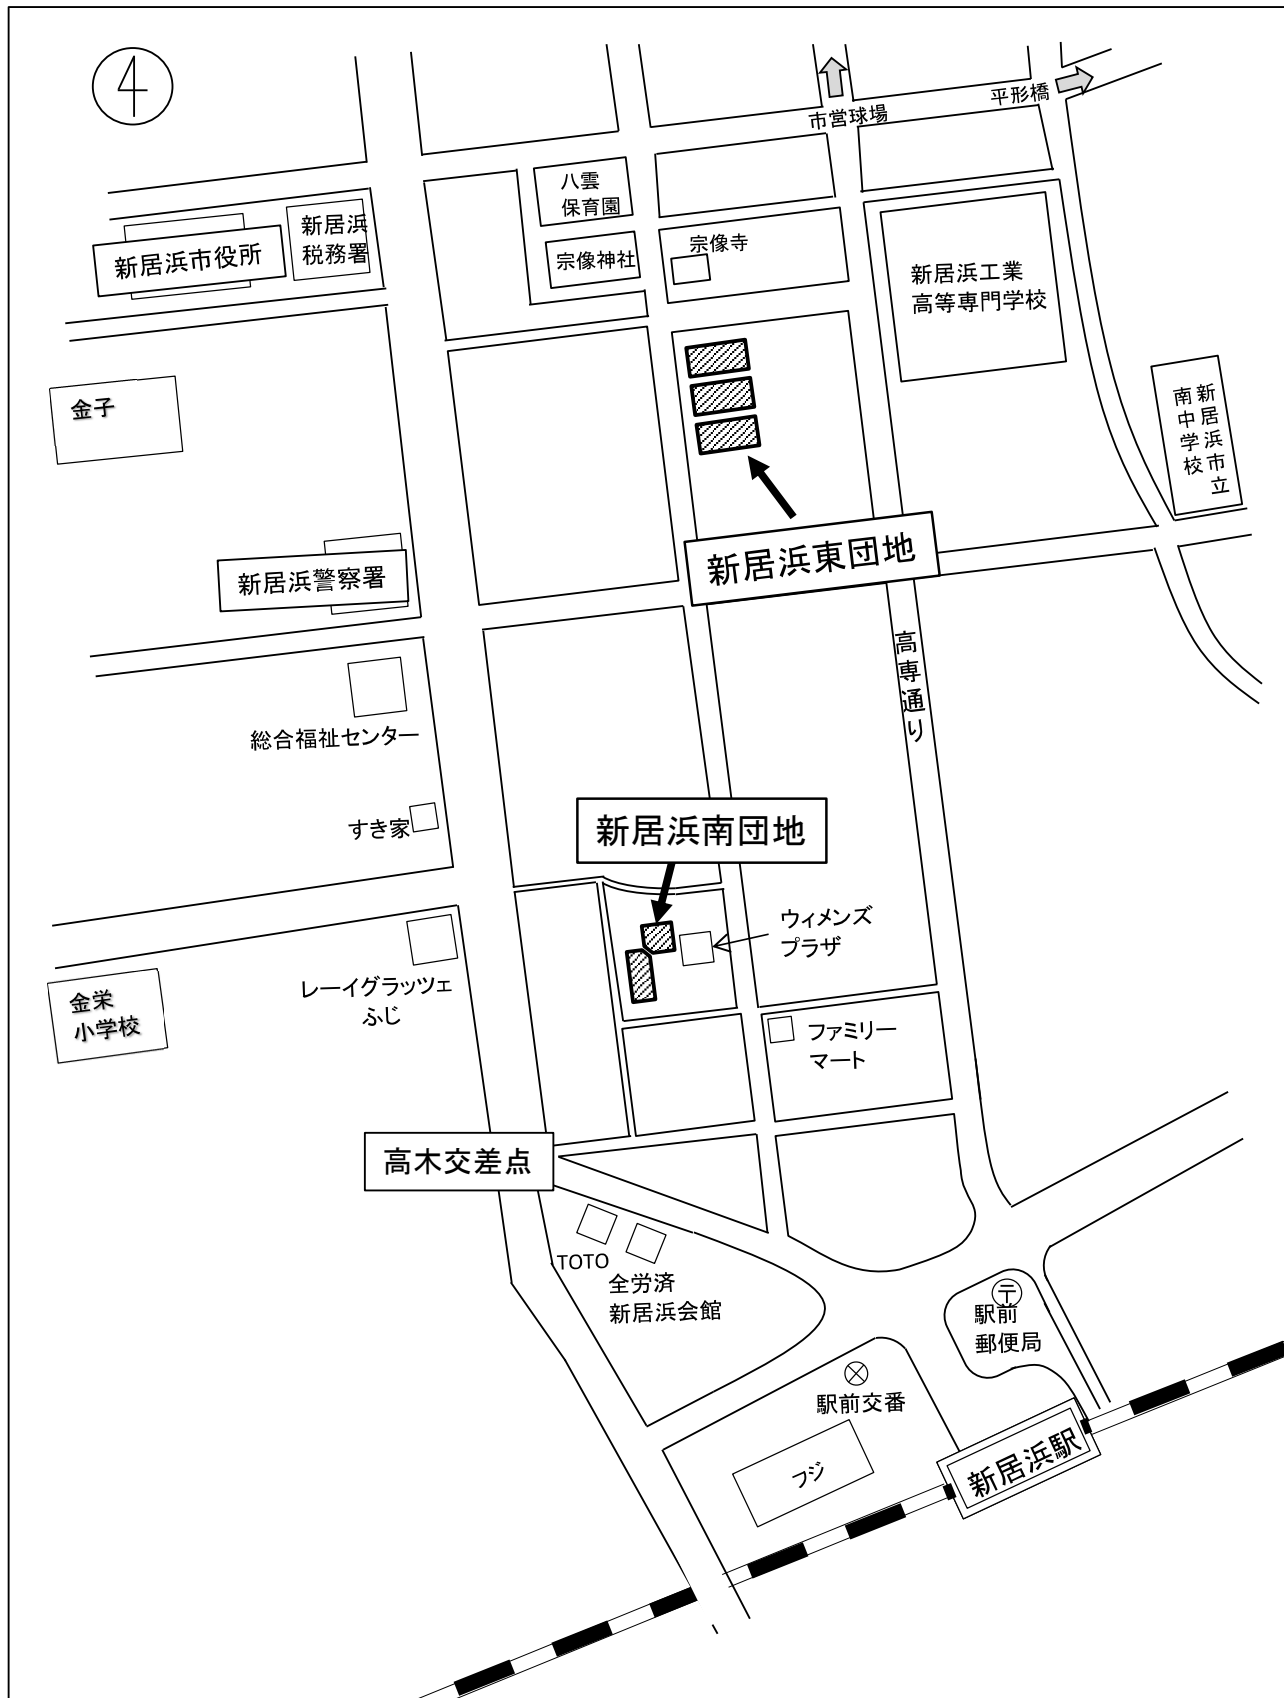 平形橋
市営球場
八雲
保育園
新居浜
税務署
新居浜市役所
宗像神社
宗像寺
新居浜工業
高等専門学校
金子
新居浜市立
南中学校
新居浜東団地
新居浜警察署
高専通り
総合福祉センター
すき家
新居浜南団地
ウィメンズ
プラザ
レーイグラッツェ
ふじ
金栄
小学校
ファミリー
マート
高木交差点
TOTO
全労済
新居浜会館
〒
駅前
郵便局
駅前交番
新居浜駅
フジ